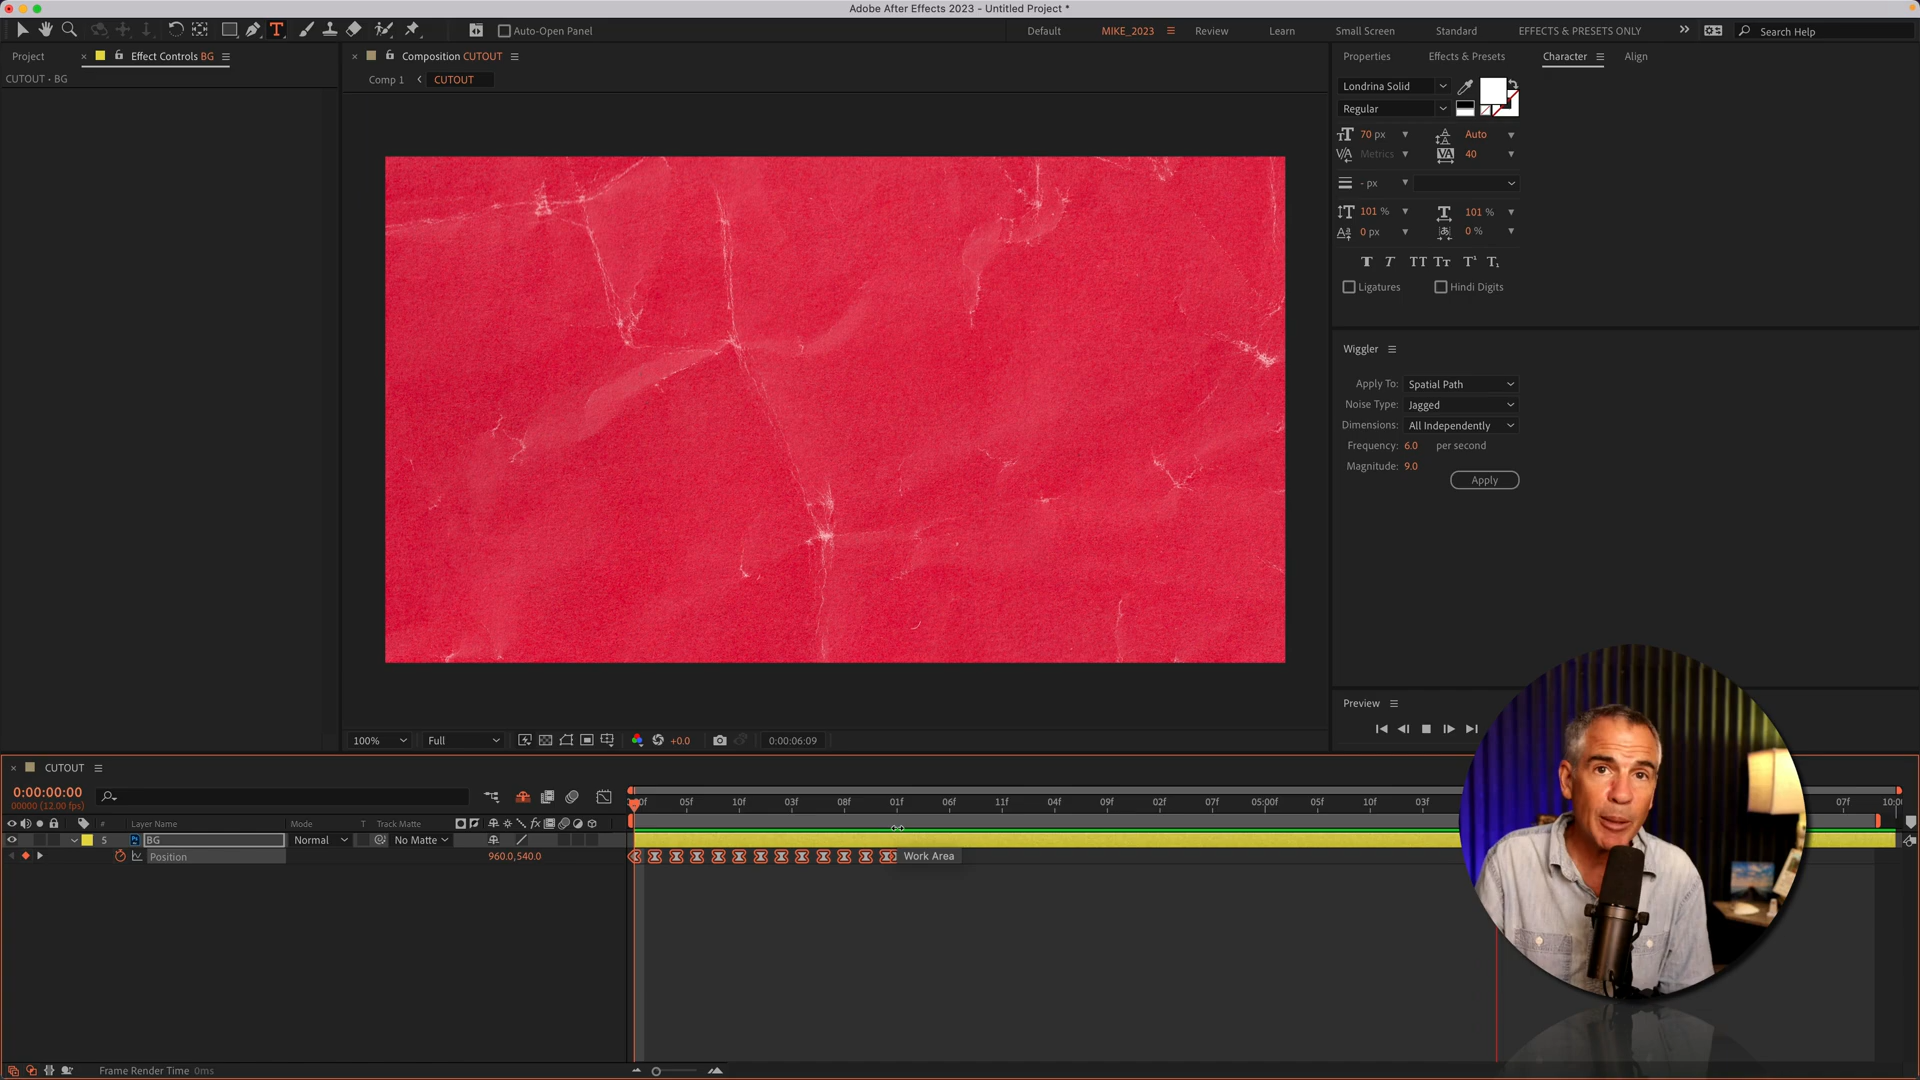 Adobe After Effects 2023 - Untitled Project *
Auto-Open Panel
Default
MIKE_2023
Review
Learn
Small Screen
Standard
EFFECTS & PRESETS ONLY
Search Help
Project
Effect Controls BG
Composition CUTOUT
Properties
Effects & Presets
Character
Align
CUTOUT • BG
Comp 1
CUTOUT
Londrina Solid
Regular
70 px
Auto
Metrics
40
- px
101 %
101 %
0 px
0 %
Ligatures
Hindi Digits
Wiggler
Apply To: Spatial Path
Noise Type: Jagged
Dimensions: All Independently
Frequency: 6.0 per second
Magnitude: 9.0
Apply
Preview
100%
Full
+0.0
0:00:06:09
CUTOUT
0:00:00:00
00000 (12.00 fps)
05f 10f 03f 08f 01f 06f 11f 04f 09f 02f 07f 05:00f 05f 10f 03f 07f
# Layer Name Mode T Track Matte
5 BG Normal No Matte
Position 960.0,540.0
Work Area
Frame Render Time 0ms